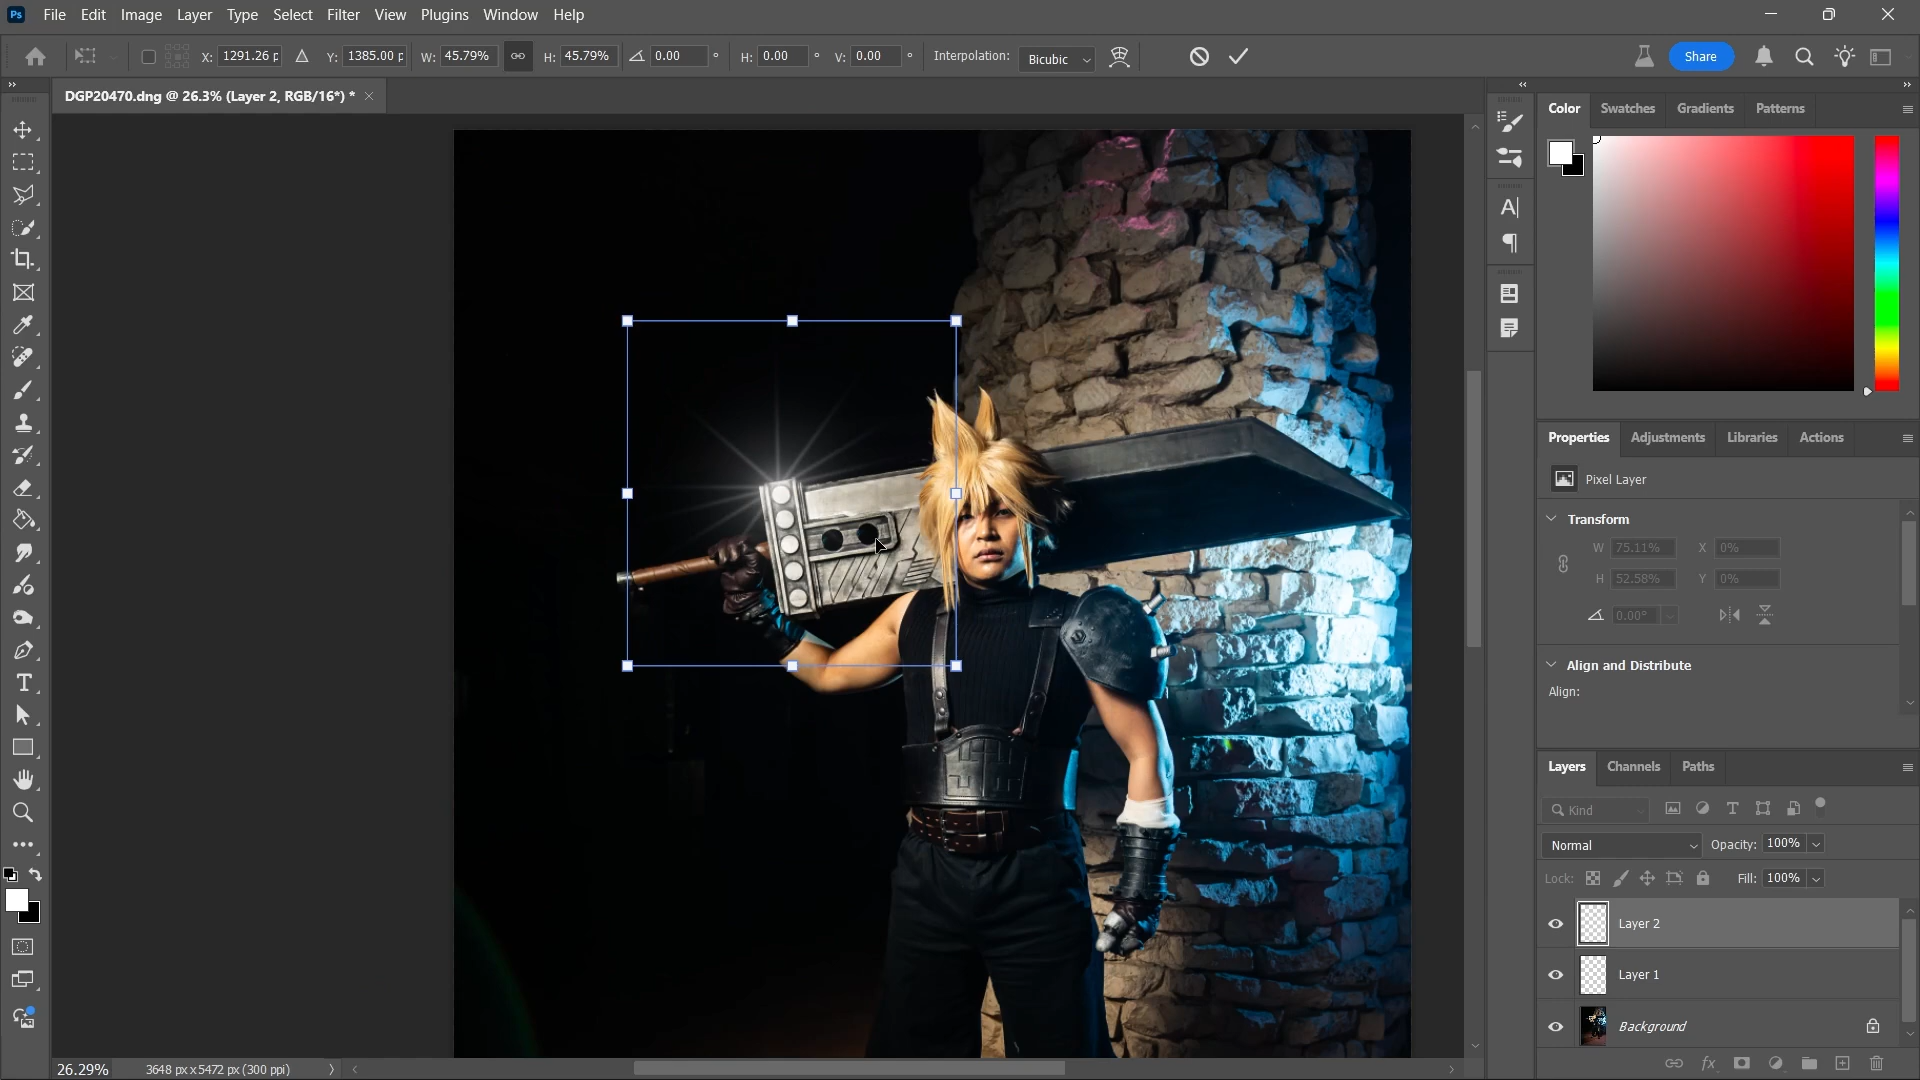 Ps File Edit Image Layer Type Select Filter View Plugins Window Help
X: 1291.26 p Y: 1385.00 p W: 45.79% H: 45.79% 0.00 ° H: 0.00 ° V: 0.00 ° Interpolation: Bicubic Share
DGP20470.dng @ 26.3% (Layer 2, RGB/16*) *
Color Swatches Gradients Patterns
Properties Adjustments Libraries Actions
Pixel Layer
Transform
W 75.11% X 0%
H 52.58% Y 0%
0.00°
Align and Distribute
Align:
Layers Channels Paths
Kind
Normal Opacity: 100%
Lock: Fill: 100%
Layer 2
Layer 1
Background
26.29% 3648 px x 5472 px (300 ppi)